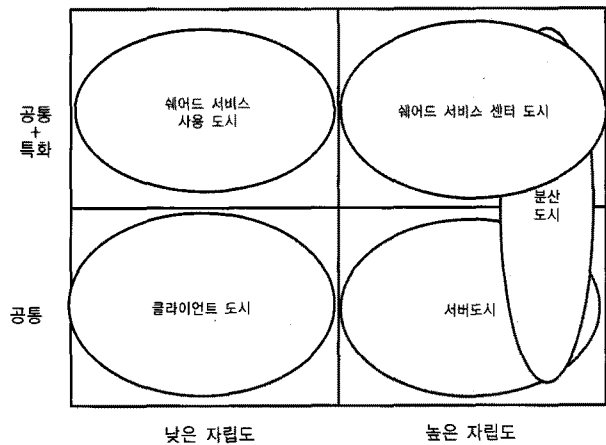 공통
+
특화
쉐어드 서비스
사용 도시
쉐어드 서비스 센터 도시
분산
도시
공통
클라이언트 도시
서버도시
낮은 자립도
높은 자립도